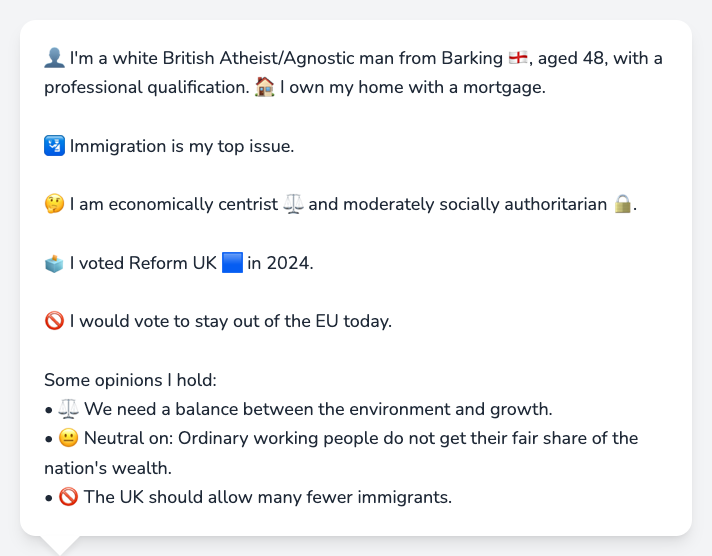 👤 I'm a white British Atheist/Agnostic man from Barking 🏴󠁧󠁢󠁥󠁮󠁧󠁿, aged 48, with a
professional qualification. 🏠 I own my home with a mortgage.
🛂 Immigration is my top issue.
🤔 I am economically centrist ⚖️ and moderately socially authoritarian 🔒.
🗳️ I voted Reform UK 🟦 in 2024.
🚫 I would vote to stay out of the EU today.
Some opinions I hold:
• ⚖️ We need a balance between the environment and growth.
• 😐 Neutral on: Ordinary working people do not get their fair share of the
nation's wealth.
• 🚫 The UK should allow many fewer immigrants.